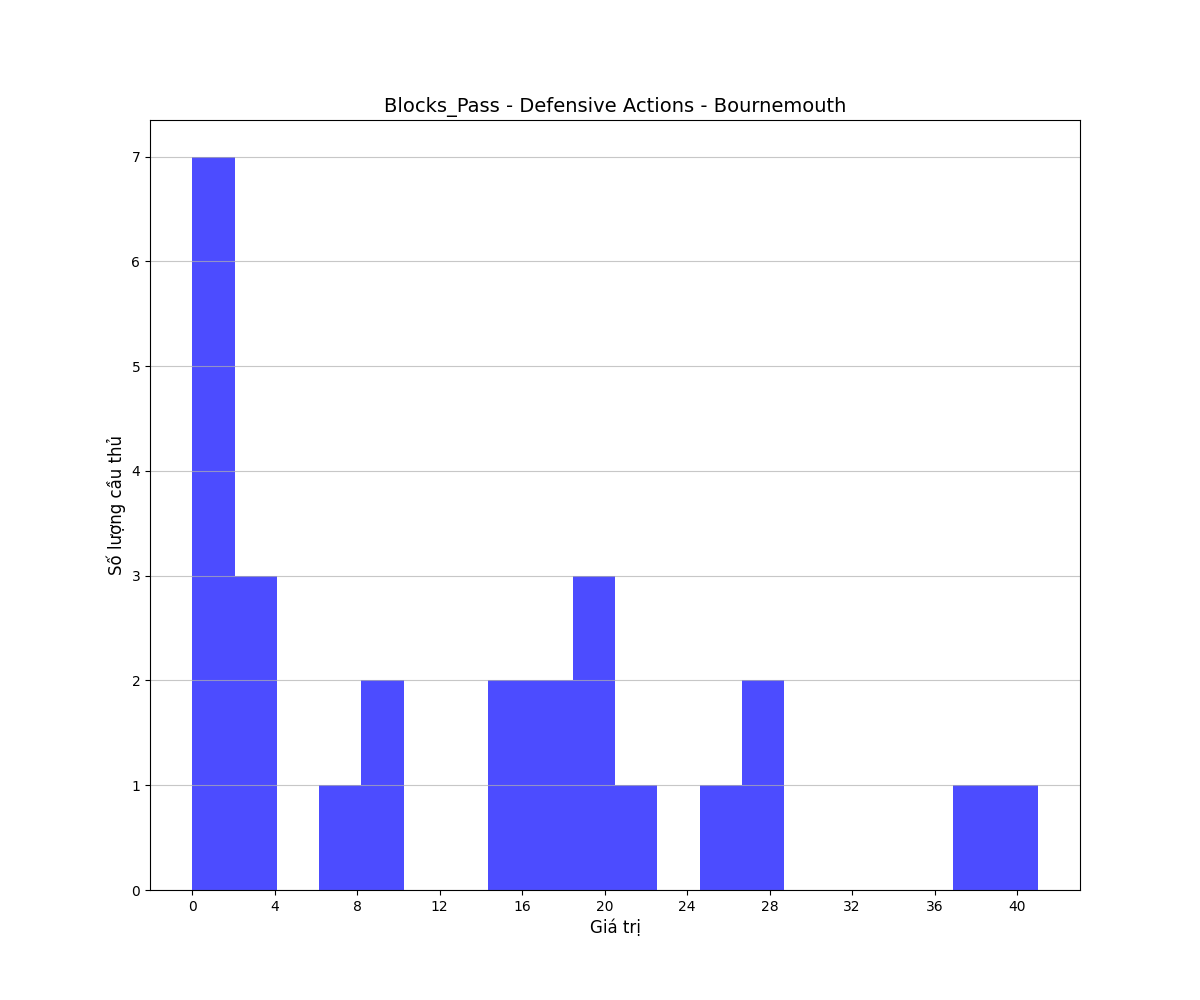 Blocks_Pass - Defensive Actions - Bournemouth
7
6
5
4
3
2
1
0
Số lượng cầu thủ
0 4 8 12 16 20 24 28 32 36 40
Giá trị